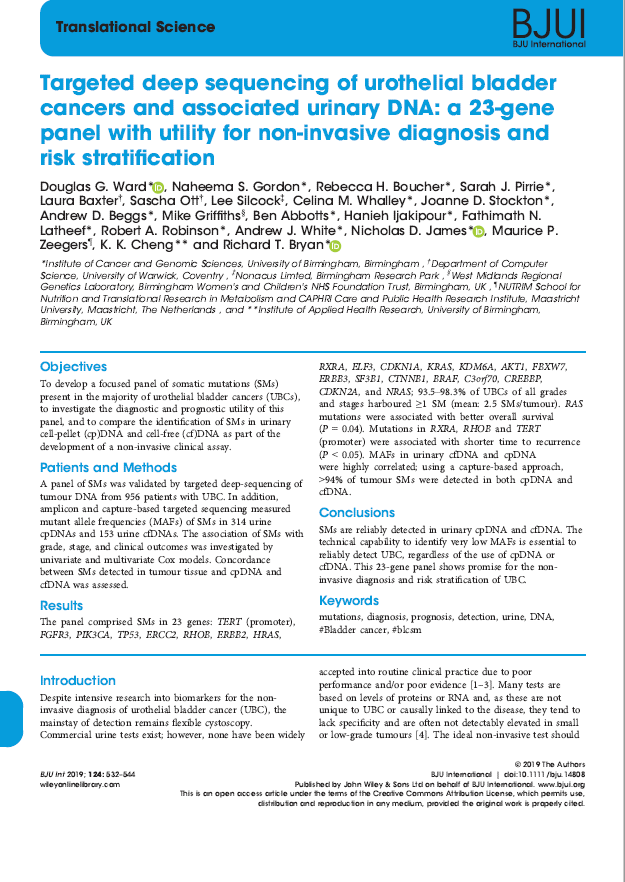 Translational Science
BJUI
BJU International
Targeted deep sequencing of urothelial bladder
cancers and associated urinary DNA: a 23-gene
panel with utility for non-invasive diagnosis and
risk stratification
Douglas G. Ward*, Naheema S. Gordon*, Rebecca H. Boucher*, Sarah J. Pirrie*,
Laura Baxter†, Sascha Ott†, Lee Silcock‡, Celina M. Whalley*, Joanne D. Stockton*,
Andrew D. Beggs*, Mike Griffiths§, Ben Abbotts*, Hanieh Ijakipour*, Fathimath N.
Latheef*, Robert A. Robinson*, Andrew J. White*, Nicholas D. James*, Maurice P.
Zeegers¶, K. K. Cheng** and Richard T. Bryan*
*Institute of Cancer and Genomic Sciences, University of Birmingham, Birmingham , †Department of Computer
Science, University of Warwick, Coventry , ‡Nonacus Limted, Birmingham Research Park , §West Midlands Regional
Genetics Laboratory, Birmingham Women's and Children's NHS Foundation Trust, Birmingham, UK , ¶NUTRIM School for
Nutrition and Translational Research in Metabolism and CAPHRI Care and Public Health Research Institute, Maastricht
University, Maastricht, The Netherlands , and **Institute of Applied Health Research, University of Birmingham,
Birmingham, UK
Objectives
To develop a focused panel of somatic mutations (SMs)
present in the majority of urothelial bladder cancers (UBCs),
to investigate the diagnostic and prognostic utility of this
panel, and to compare the identification of SMs in urinary
cell-pellet (cp)DNA and cell-free (cf)DNA as part of the
development of a non-invasive clinical assay.
Patients and Methods
A panel of SMs was validated by targeted deep-sequencing of
tumour DNA from 956 patients with UBC. In addition,
amplicon and capture-based targeted sequencing measured
mutant allele frequencies (MAFs) of SMs in 314 urine
cpDNAs and 153 urine cfDNAs. The association of SMs with
grade, stage, and clinical outcomes was investigated by
univariate and multivariate Cox models. Concordance
between SMs detected in tumour tissue and cpDNA and
cfDNA was assessed.
Results
The panel comprised SMs in 23 genes: TERT (promoter),
FGFR3, PIK3CA, TP53, ERCC2, RHOB, ERBB2, HRAS,
RXRA, ELF3, CDKN1A, KRAS, KDM6A, AKT1, FBXW7,
ERBB3, SF3B1, CTNNB1, BRAF, C3orf70, CREBBP,
CDKN2A, and NRAS; 93.5–98.3% of UBCs of all grades
and stages harboured ≥1 SM (mean: 2.5 SMs/tumour). RAS
mutations were associated with better overall survival
(P = 0.04). Mutations in RXRA, RHOB and TERT
(promoter) were associated with shorter time to recurrence
(P < 0.05). MAFs in urinary cfDNA and cpDNA
were highly correlated; using a capture-based approach,
>94% of tumour SMs were detected in both cpDNA and
cfDNA.
Conclusions
SMs are reliably detected in urinary cpDNA and cfDNA. The
technical capability to identify very low MAFs is essential to
reliably detect UBC, regardless of the use of cpDNA or
cfDNA. This 23-gene panel shows promise for the non-
invasive diagnosis and risk stratification of UBC.
Keywords
mutations, diagnosis, prognosis, detection, urine, DNA,
#Bladder cancer, #blcsm
Introduction
Despite intensive research into biomarkers for the non-
invasive diagnosis of urothelial bladder cancer (UBC), the
mainstay of detection remains flexible cystoscopy.
Commercial urine tests exist; however, none have been widely
accepted into routine clinical practice due to poor
performance and/or poor evidence [1–3]. Many tests are
based on levels of proteins or RNA and, as these are not
unique to UBC or causally linked to the disease, they tend to
lack specificity and are often not detectably elevated in small
or low-grade tumours [4]. The ideal non-invasive test should
BJU Int 2019; 124: 532–544
wileyonlinelibrary.com
© 2019 The Authors
BJU International | doi:10.1111/bju.14808
Published by John Wiley & Sons Ltd on behalf of BJU International. www.bjui.org
This is an open access article under the terms of the Creative Commons Attribution License, which permits use,
distribution and reproduction in any medium, provided the original work is properly cited.